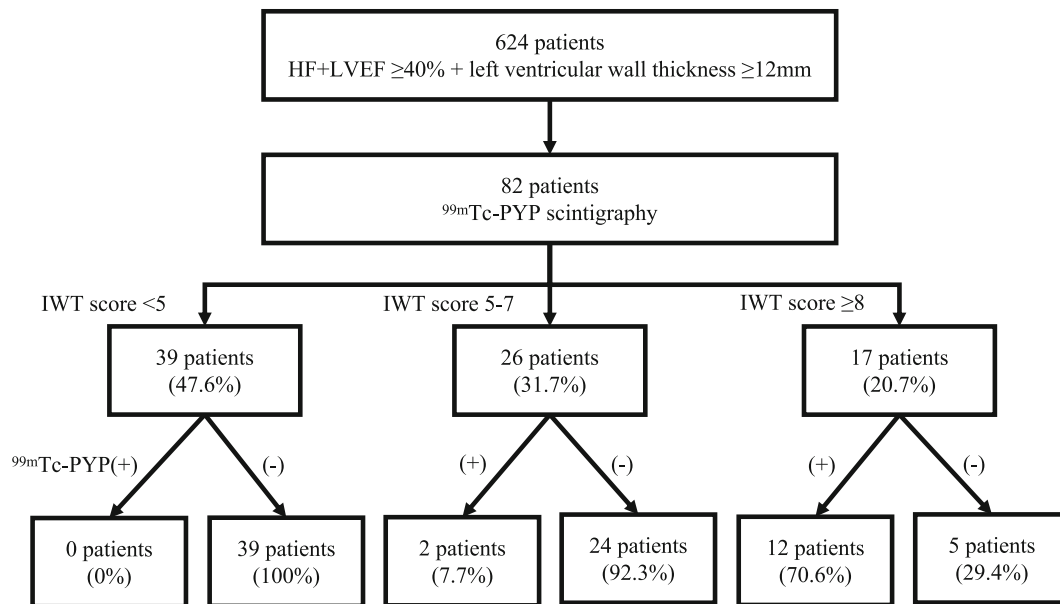 624 patients
HF+LVEF ≥40% + left ventricular wall thickness ≥12mm
82 patients
⁹⁹ᵐTc-PYP scintigraphy
IWT score <5
IWT score 5-7
IWT score ≥8
39 patients
(47.6%)
26 patients
(31.7%)
17 patients
(20.7%)
⁹⁹ᵐTc-PYP(+)
(-)
(+)
(-)
(+)
(-)
0 patients
(0%)
39 patients
(100%)
2 patients
(7.7%)
24 patients
(92.3%)
12 patients
(70.6%)
5 patients
(29.4%)